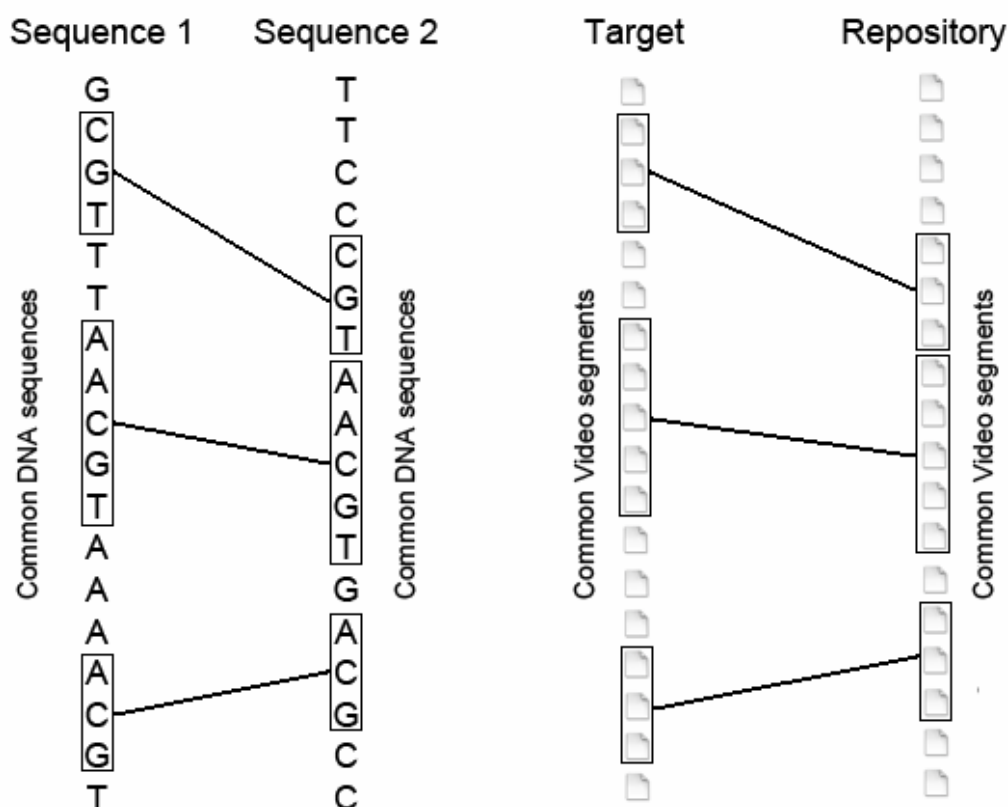 Sequence 1 Sequence 2 Target Repository
G T
C T
G C
T C
T C
T G
A T
A A
C A
G C
T G
A T
A G
A A
A C
C G
G C
T C
Common DNA sequences
Common DNA sequences
Common Video segments
Common Video segments